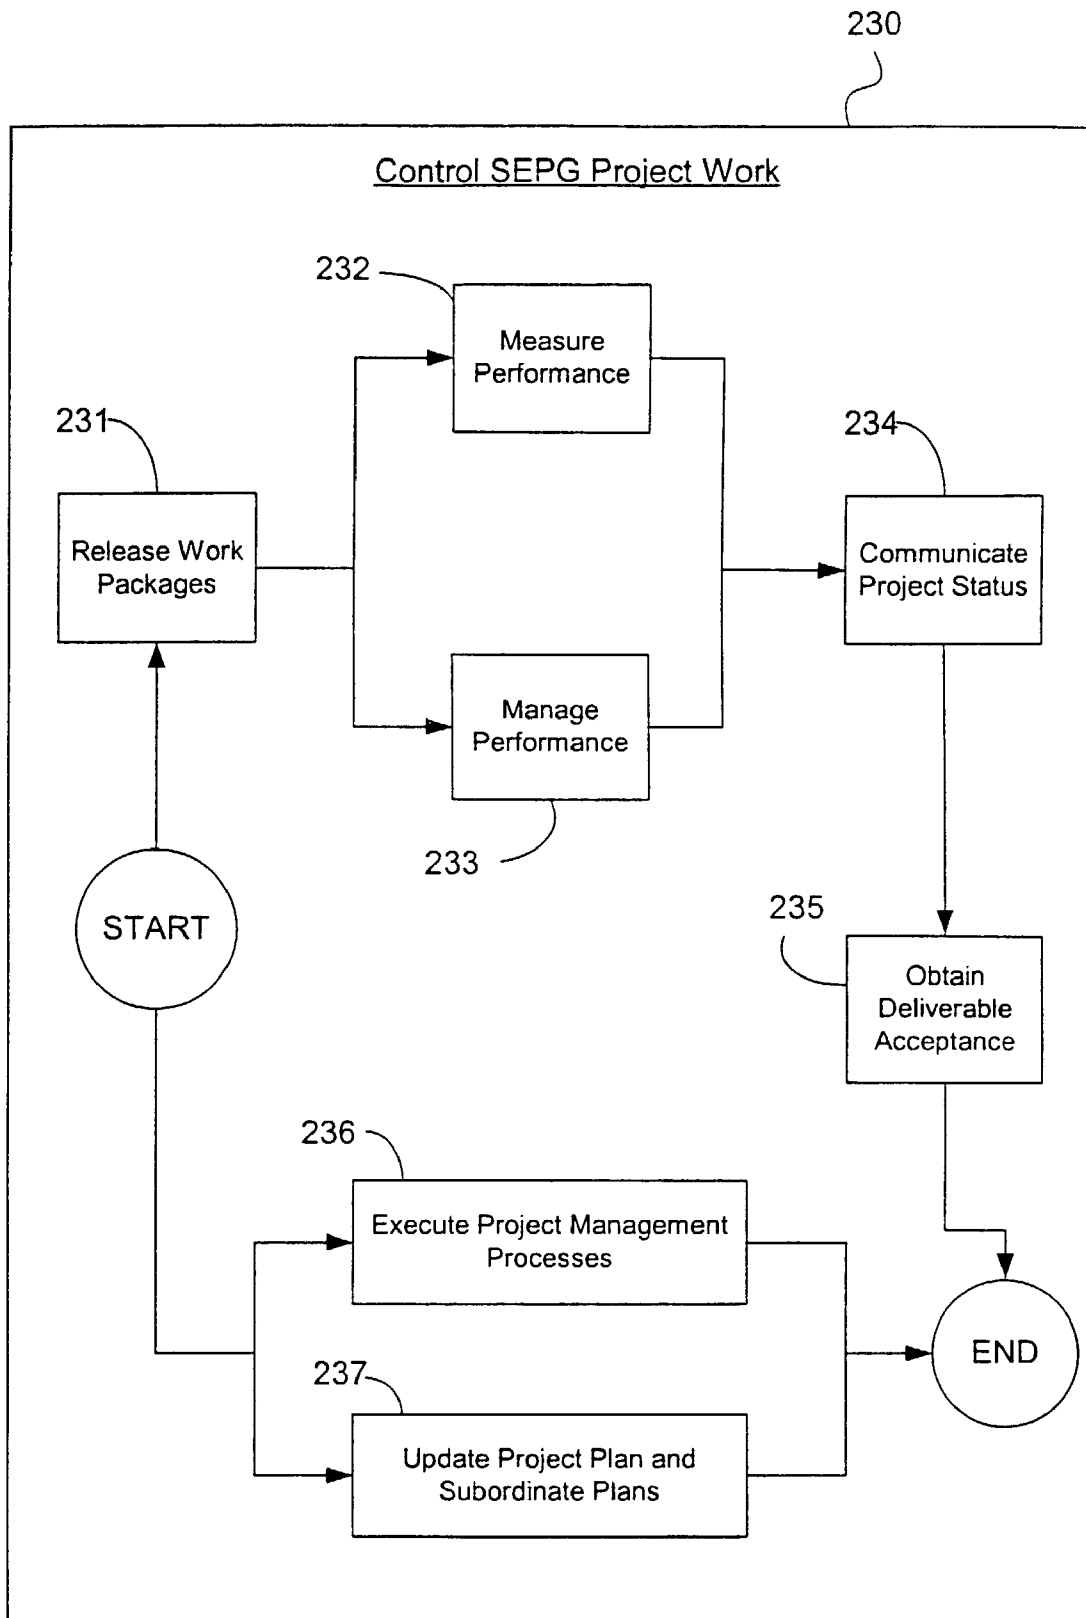 230
Control SEPG Project Work
232
Measure
Performance
231
Release Work
Packages
234
Communicate
Project Status
Manage
Performance
233
START
235
Obtain
Deliverable
Acceptance
236
Execute Project Management
Processes
END
237
Update Project Plan and
Subordinate Plans